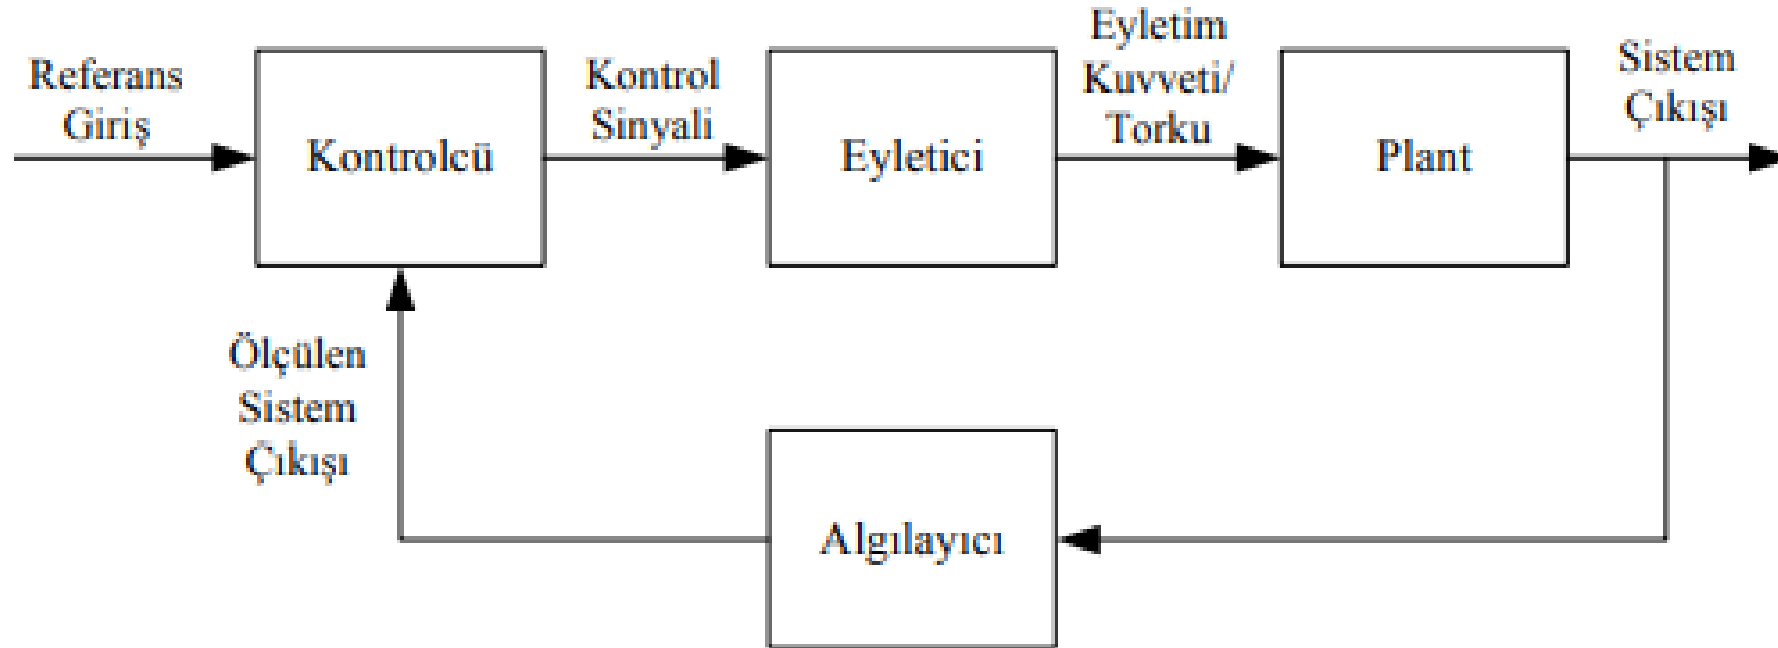 Referans
Giriş
Kontrolcü
Kontrol
Sinyali
Eyletici
Eyletim
Kuvveti/
Torku
Plant
Sistem
Çıkışı
Ölçülen
Sistem
Çıkışı
Algılayıcı